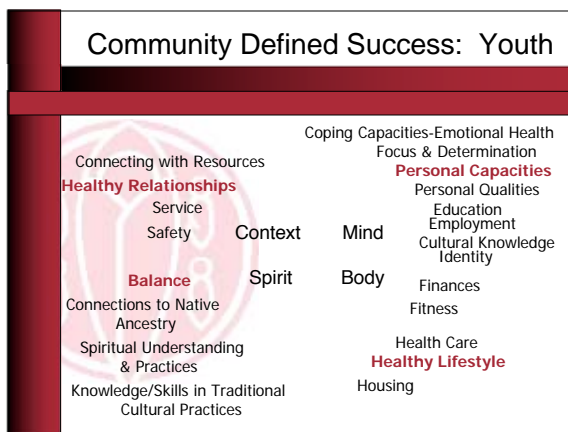 Community Defined Success:  Youth
Coping Capacities-Emotional Health
Focus & Determination
Connecting with Resources
Personal Capacities
Healthy Relationships
Personal Qualities
Service
Education
Employment
Safety
Context
Mind
Cultural Knowledge
Identity
Balance
Spirit
Body
Finances
Connections to Native
Ancestry
Fitness
Spiritual Understanding
& Practices
Health Care
Healthy Lifestyle
Knowledge/Skills in Traditional
Cultural Practices
Housing